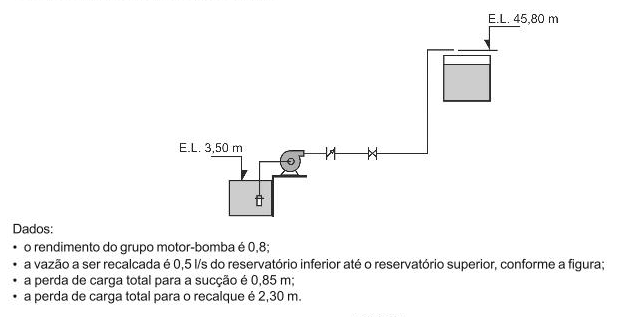 E.L. 45,80 m
E.L. 3,50 m
Dados:
• o rendimento do grupo motor-bomba é 0,8;
• a vazão a ser recalcada é 0,5 l/s do reservatório inferior até o reservatório superior, conforme a figura;
• a perda de carga total para a sucção é 0,85 m;
• a perda de carga total para o recalque é 2,30 m.